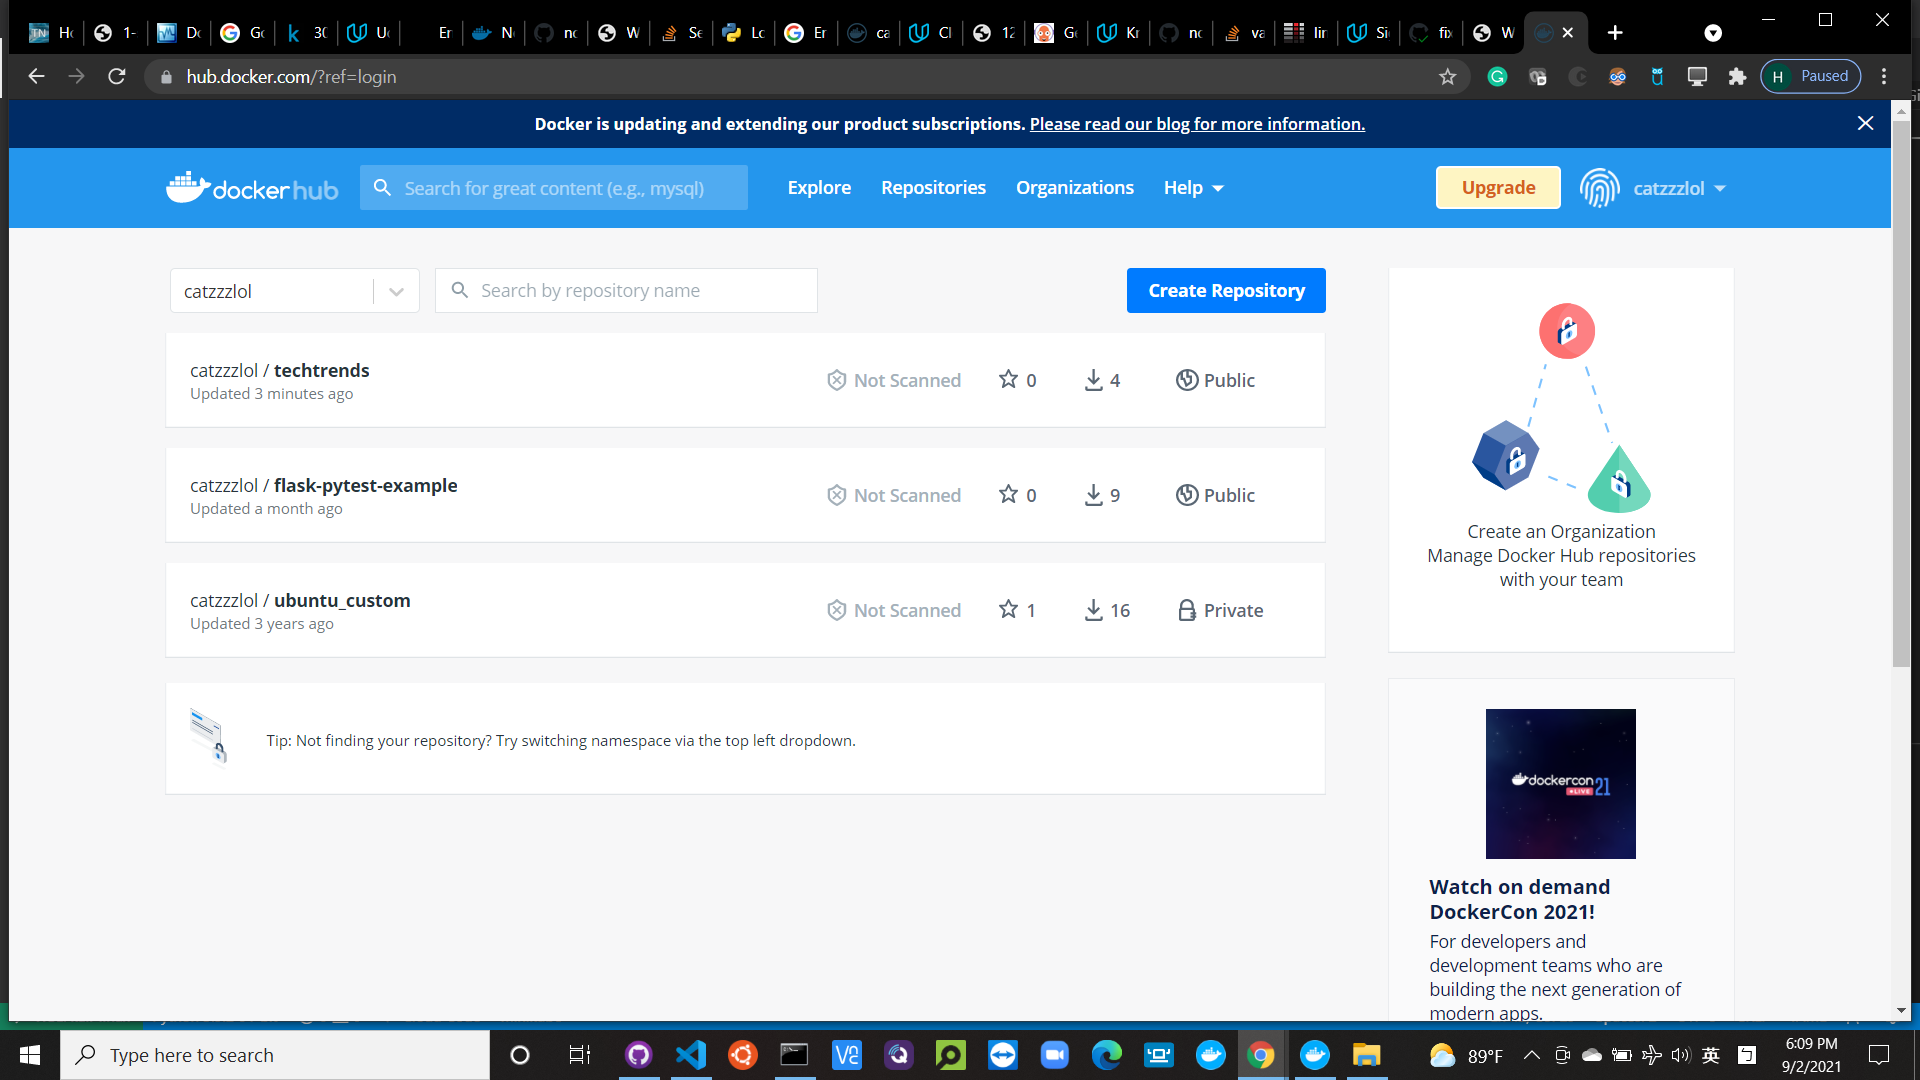 1-
30
Er
12
fix
hub.docker.com/?ref=login
H Paused
Docker is updating and extending our product subscriptions. Please read our blog for more information.
docker hub
Search for great content (e.g., mysql)
Explore
Repositories
Organizations
Help
Upgrade
catzzzlol
catzzzlol
Search by repository name
Create Repository
catzzzlol / techtrends
Updated 3 minutes ago
Not Scanned
0
4
Public
catzzzlol / flask-pytest-example
Updated a month ago
Not Scanned
0
9
Public
catzzzlol / ubuntu_custom
Updated 3 years ago
Not Scanned
1
16
Private
Tip: Not finding your repository? Try switching namespace via the top left dropdown.
Create an Organization
Manage Docker Hub repositories
with your team
dockercon 21
LIVE
Watch on demand
DockerCon 2021!
For developers and
development teams who are
building the next generation of
modern apps.
Type here to search
89°F
英
6:09 PM
9/2/2021